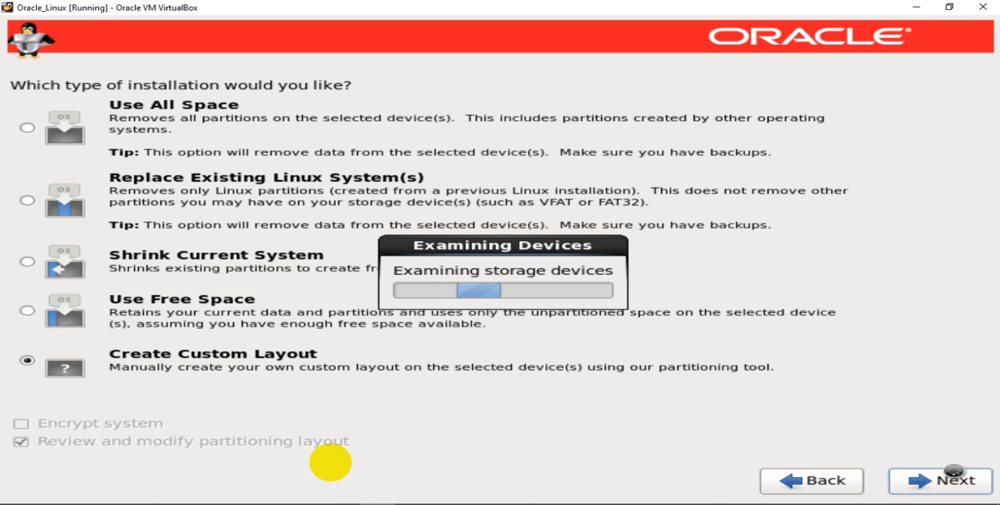 Oracle_Linux [Running] - Oracle VM VirtualBox
ORACLE®
Which type of installation would you like?
Use All Space
OS
Removes all partitions on the selected device(s). This includes partitions created by other operating
systems.
Tip: This option will remove data from the selected device(s). Make sure you have backups.
Replace Existing Linux System(s)
OS
Removes only Linux partitions (created from a previous Linux installation). This does not remove other
partitions you may have on your storage device(s) (such as VFAT or FAT32).
Tip: This option will remove data from the selected device(s). Make sure you have backups.
Examining Devices
Examining storage devices
OS
Shrink Current System
Shrinks existing partitions to create fr
Use Free Space
OS
Retains your current data and partitions and uses only the unpartitioned space on the selected device
(s), assuming you have enough free space available.
Create Custom Layout
?
Manually create your own custom layout on the selected device(s) using our partitioning tool.
Encrypt system
Review and modify partitioning layout
Back
Next